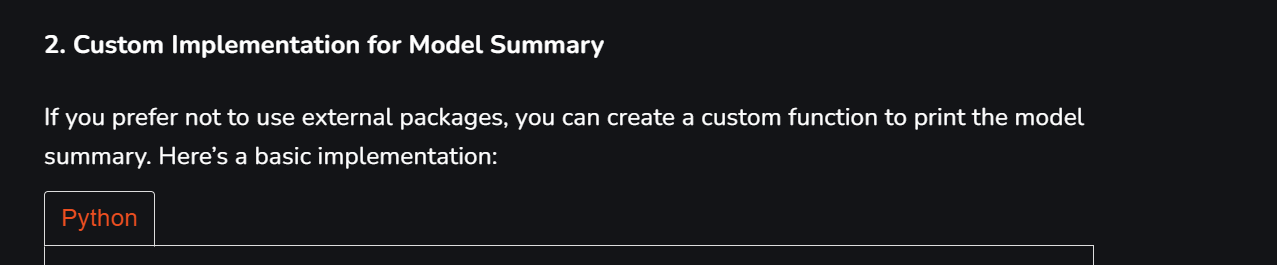 2. Custom Implementation for Model Summary
If you prefer not to use external packages, you can create a custom function to print the model
summary. Here’s a basic implementation:
Python